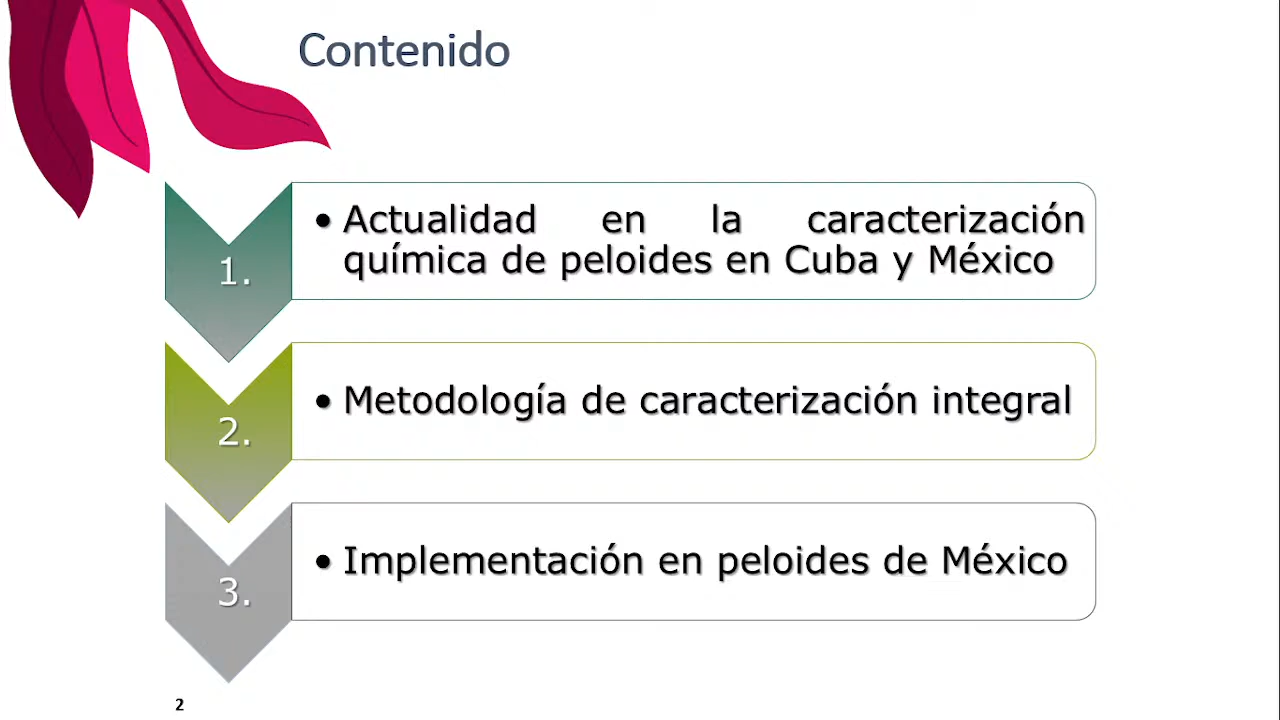 Contenido
1.
• Actualidad en la caracterización
química de peloides en Cuba y México
2.
• Metodología de caracterización integral
3.
• Implementación en peloides de México
2